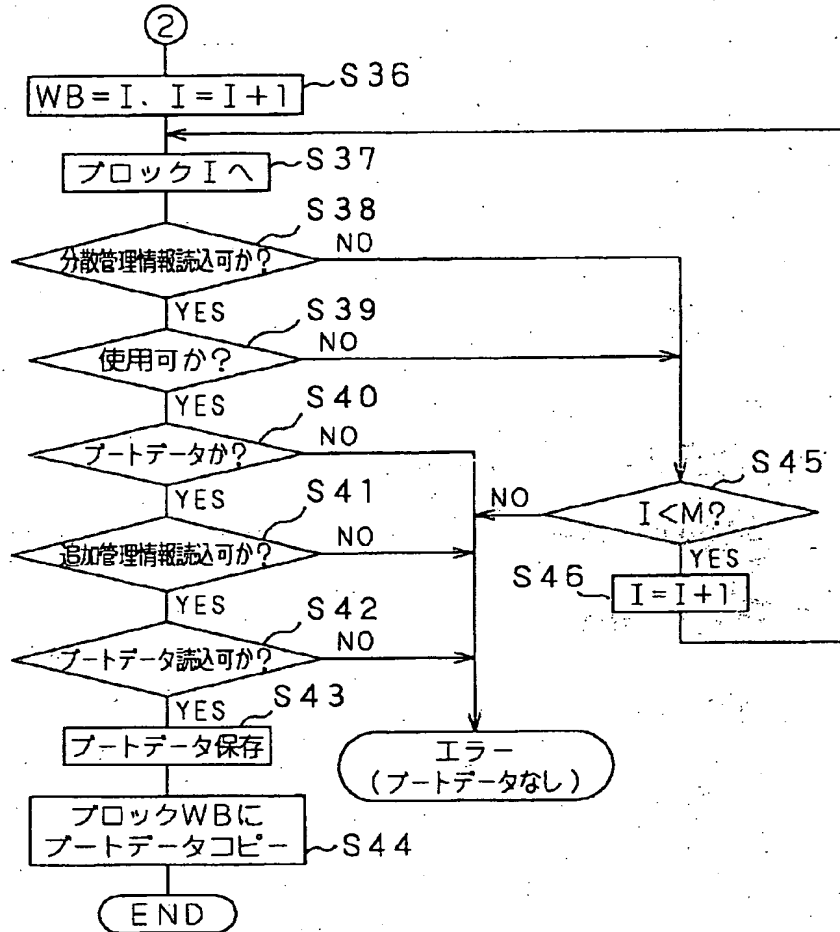 2
WB=I、I=I+1
S36
ブロックIへ
S37
S38
分散管理情報読込可か?
NO
YES
S39
使用可か?
NO
YES
S40
ブートデータか?
NO
YES
S41
追加管理情報読込可か?
NO
YES
S42
ブートデータ読込可か?
NO
YES
S43
ブートデータ保存
ブロックWBに
ブートデータコピー
S44
END
S45
I<M?
NO
YES
S46
I=I+1
エラー
(ブートデータなし)